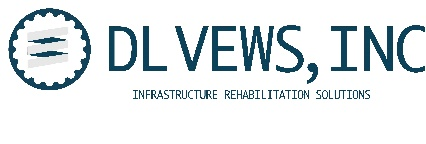 DL VEWS, INC
INFRASTRUCTURE REHABILITATION SOLUTIONS